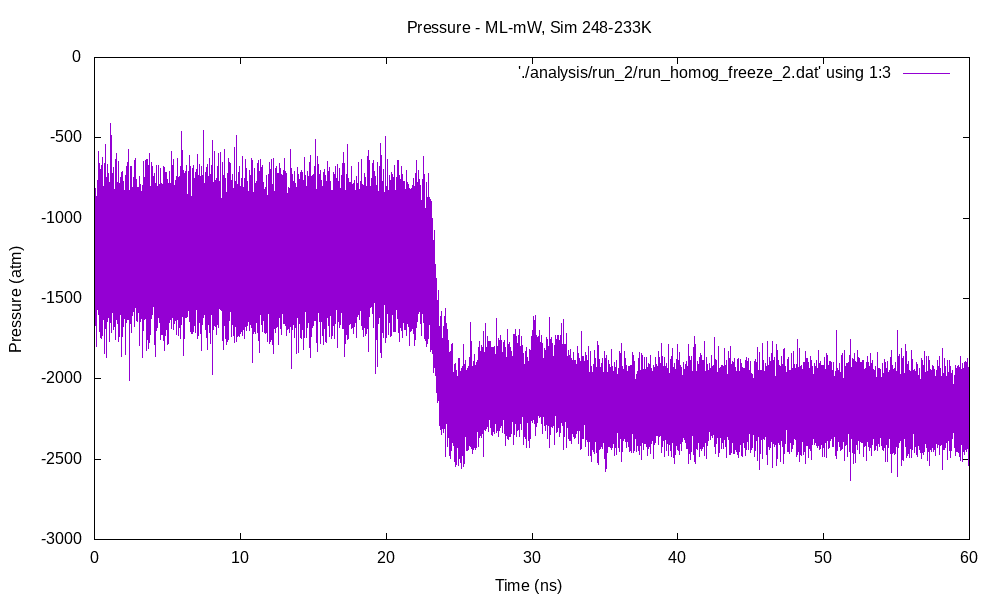 Pressure - ML-mW, Sim 248-233K
'./analysis/run_2/run_homog_freeze_2.dat' using 1:3
0
-500
-1000
-1500
-2000
-2500
-3000
Pressure (atm)
0 10 20 30 40 50 60
Time (ns)